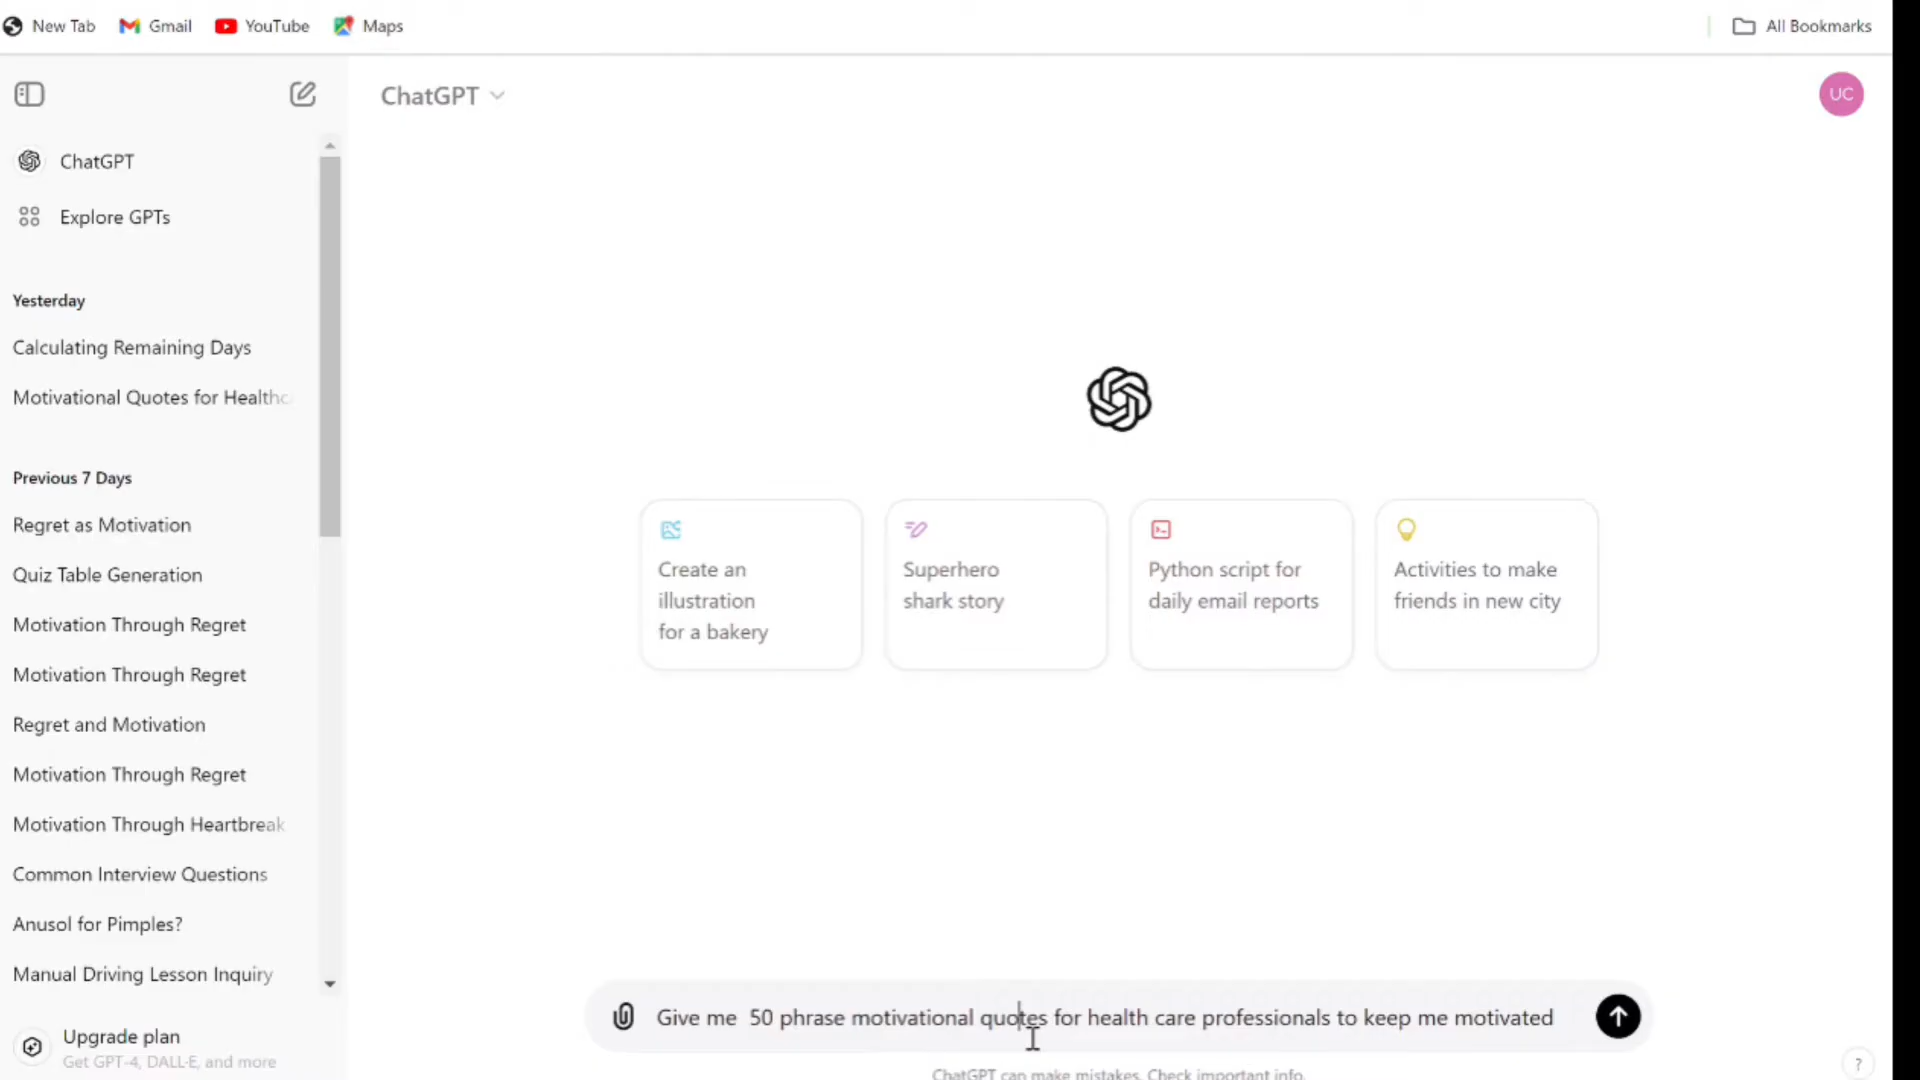 New Tab Gmail YouTube Maps All Bookmarks
ChatGPT UC
ChatGPT
Explore GPTs
Yesterday
Calculating Remaining Days
Motivational Quotes for Healthc
Previous 7 Days
Regret as Motivation
Quiz Table Generation
Motivation Through Regret
Motivation Through Regret
Regret and Motivation
Motivation Through Regret
Motivation Through Heartbreak
Common Interview Questions
Anusol for Pimples?
Manual Driving Lesson Inquiry
Upgrade plan
Get GPT-4, DALL·E, and more
Create an
illustration
for a bakery
Superhero
shark story
Python script for
daily email reports
Activities to make
friends in new city
Give me  50 phrase motivational quotes for health care professionals to keep me motivated
ChatGPT can make mistakes. Check important info.
?